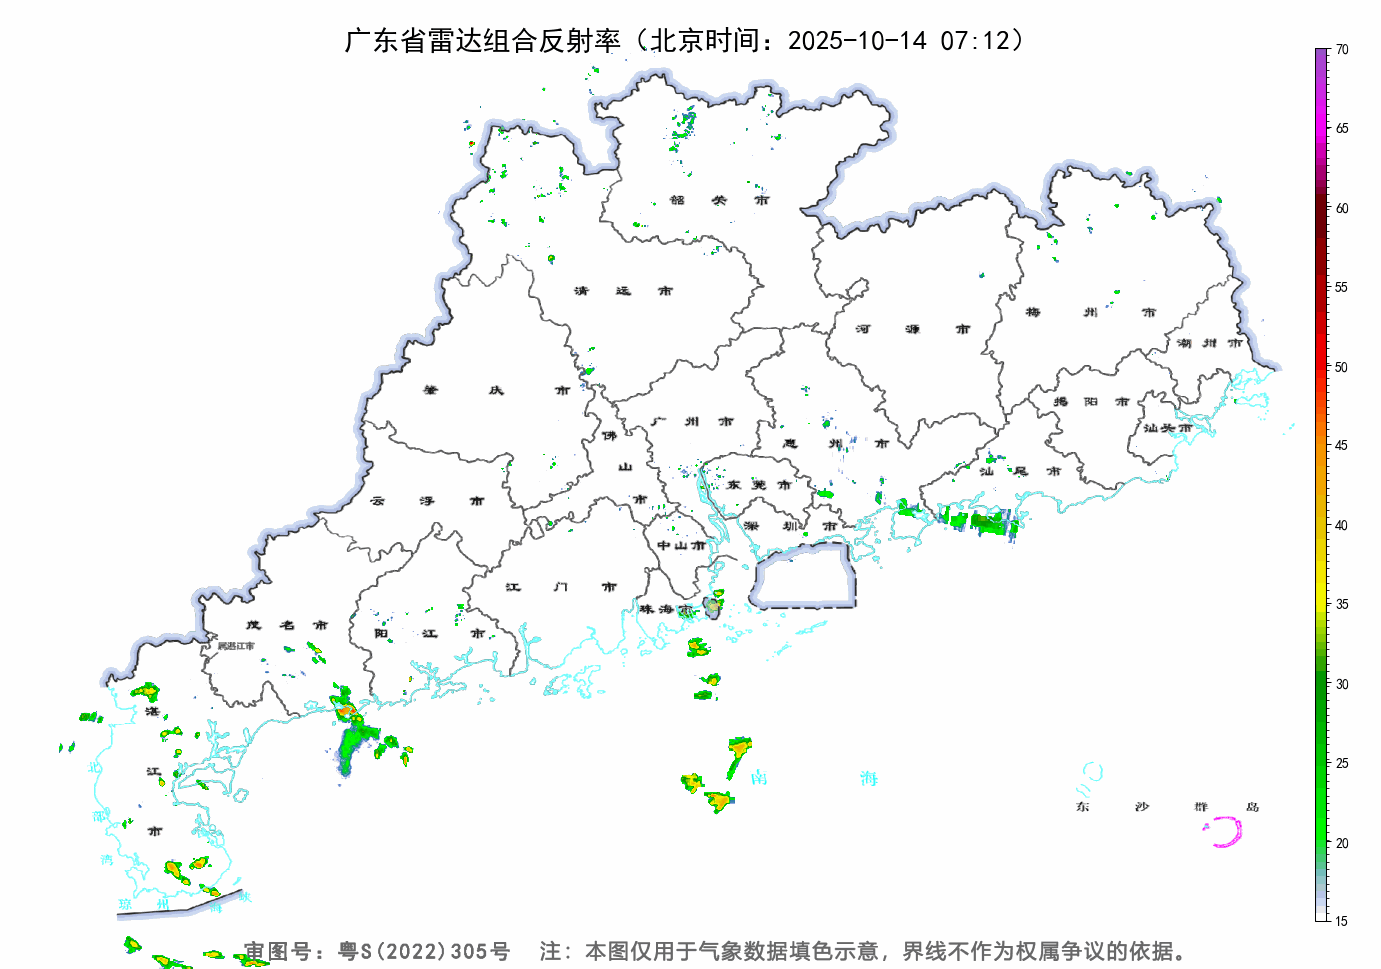 广东省雷达组合反射率（北京时间：2025-10-14 07:12）
70
65
60
55
50
45
40
35
30
25
20
15
韶关市
清远市
河源市
梅州市
潮州市
肇庆市
广州市
揭阳市
汕头市
佛山市
惠州市
汕尾市
云浮市
东莞市
深圳市
中山市
江门市
珠海市
茂名市
阳江市
属湛江市
湛江市
北部湾
南海
东沙群岛
琼州海峡
审图号：粤S(2022)305号 注：本图仅用于气象数据填色示意，界线不作为权属争议的依据。